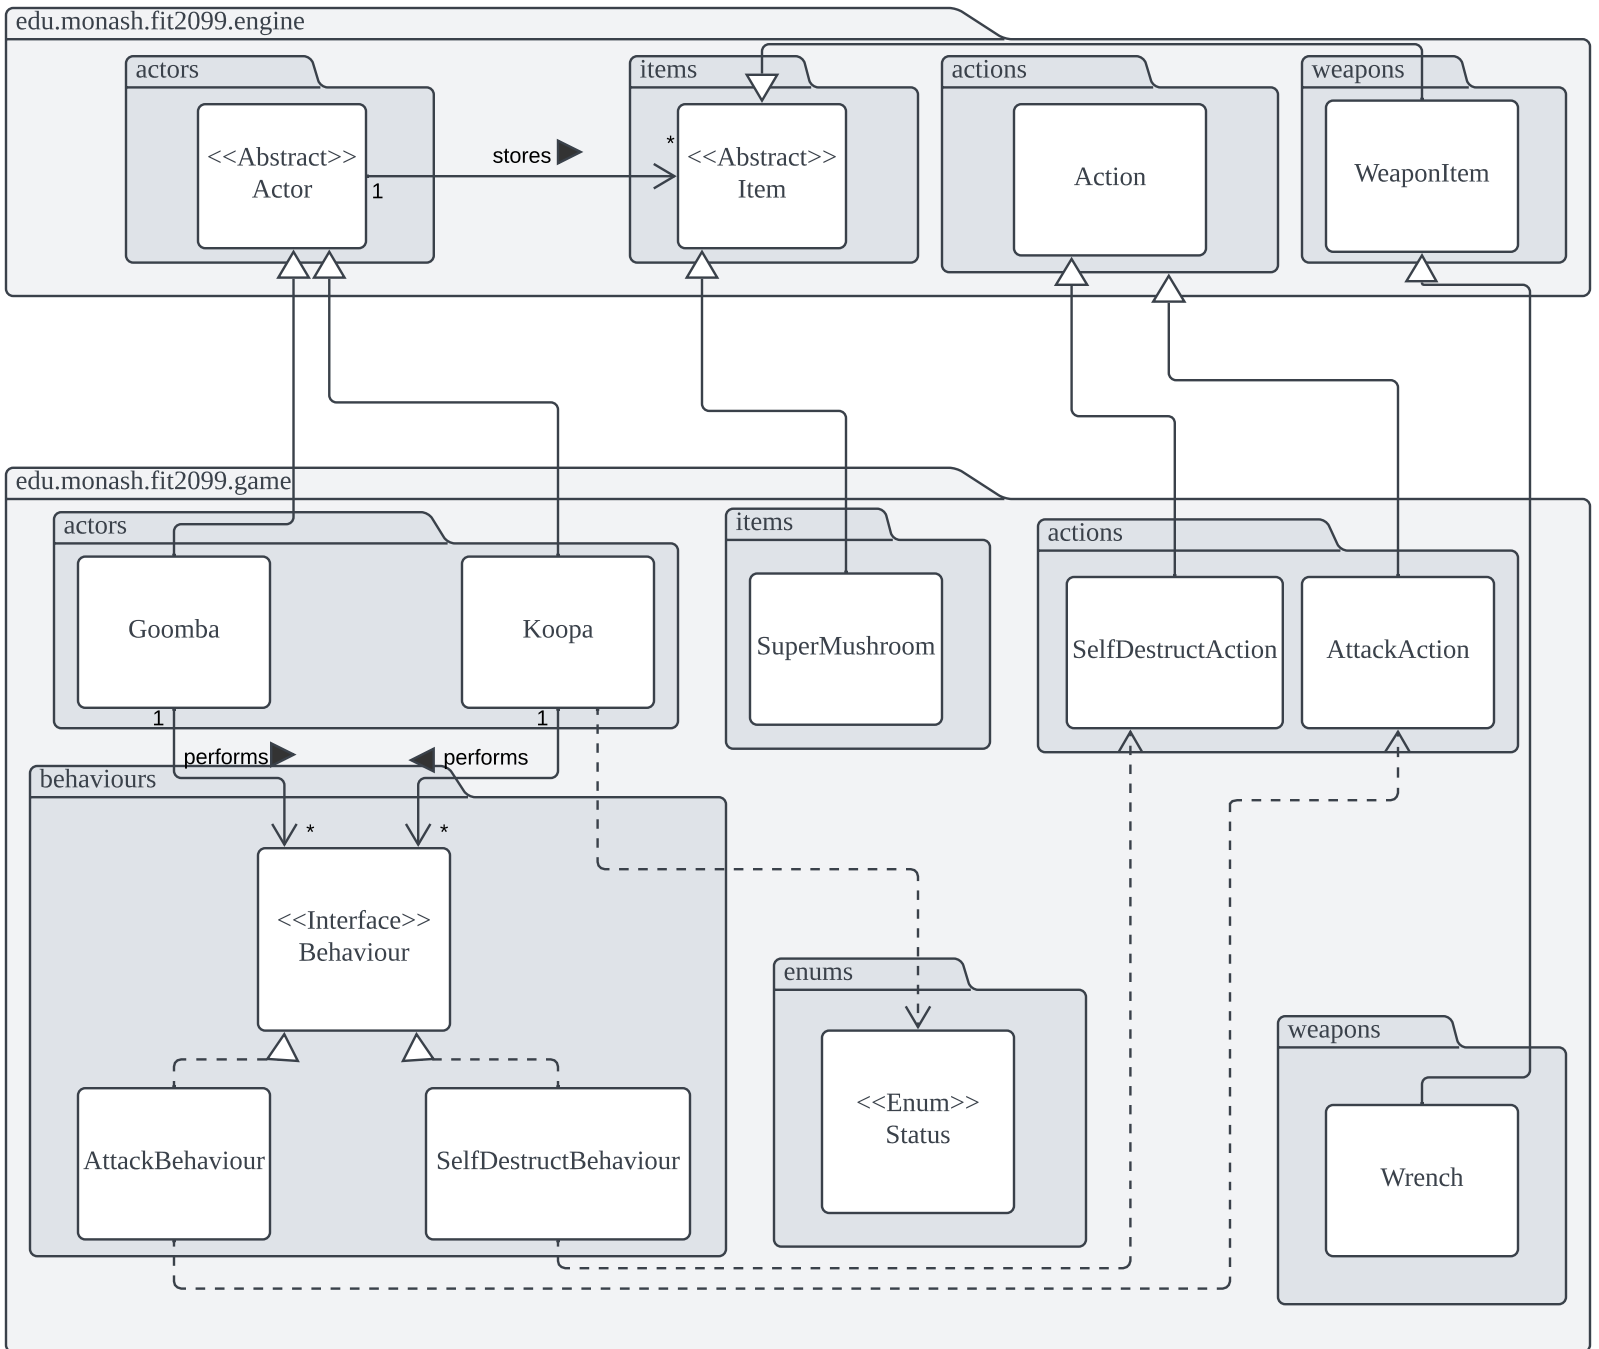 edu.monash.fit2099.engine
actors
items
actions
weapons
<<Abstract>>
Actor
stores
1
*
<<Abstract>>
Item
Action
WeaponItem
edu.monash.fit2099.game
actors
items
actions
Goomba
Koopa
SuperMushroom
SelfDestructAction
AttackAction
1
1
performs
performs
behaviours
*
*
<<Interface>>
Behaviour
enums
weapons
<<Enum>>
Status
AttackBehaviour
SelfDestructBehaviour
Wrench